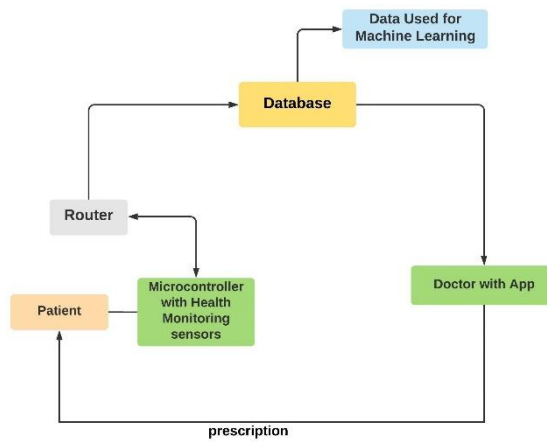 Data Used for
Machine Learning
Database
Router
Microcontroller
with Health
Monitoring
sensors
Patient
Doctor with App
prescription